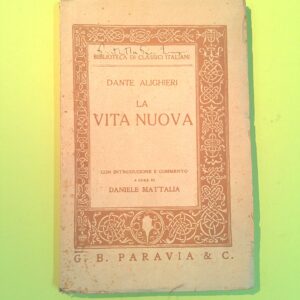 BIBLIOTECA DI CLASSICI ITALIANI
DANTE ALIGHIERI
LA
VITA NUOVA
CON INTRODUZIONE E COMMENTO
A CURA DI
DANIELE MATTALIA
G. B. PARAVIA & C.